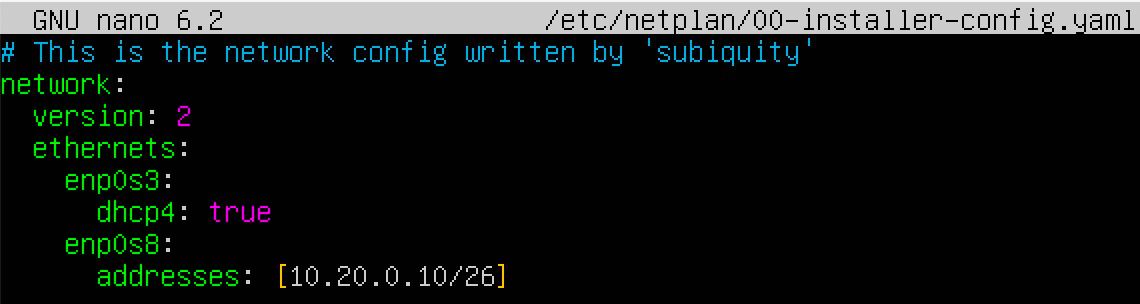 GNU nano 6.2 /etc/netplan/00-installer-config.yaml
# This is the network config written by 'subiquity'
network:
  version: 2
  ethernets:
    enp0s3:
      dhcp4: true
    enp0s8:
      addresses: [10.20.0.10/26]